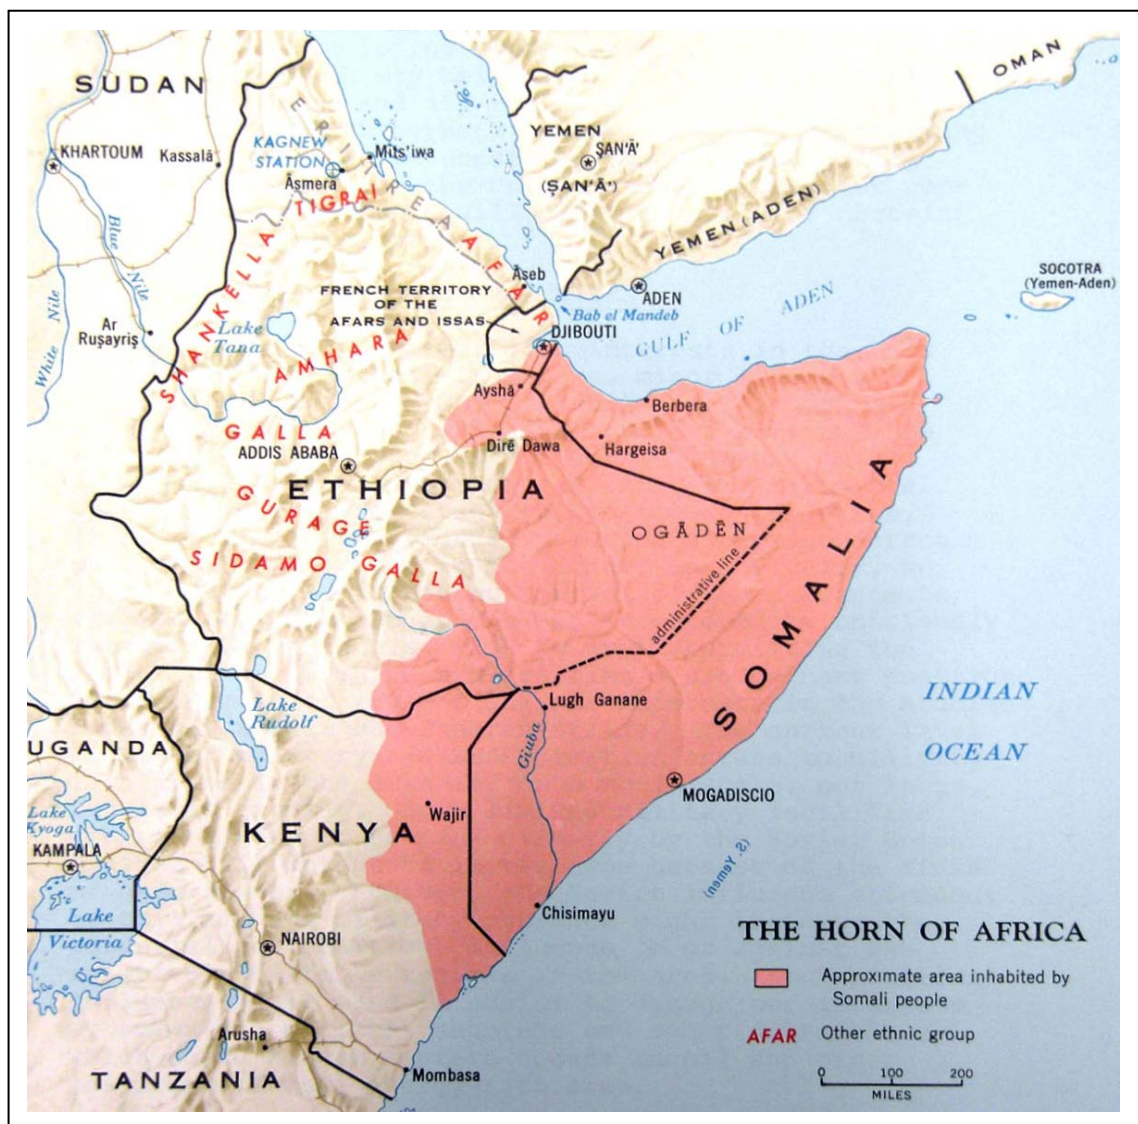 SUDAN
OMAN
ERITREA
YEMEN
KAGNEW
STATION
KHARTOUM
Kassalā
Mits'iwa
ṢAN'Ā'
(ṢAN'Ā')
Āsmera
TIGRAI
YEMEN (ADEN)
Blue Nile
SHANKELLA
AFAR
Āseb
SOCOTRA
(Yemen-Aden)
FRENCH TERRITORY
OF THE
AFARS AND ISSAS
ADEN
Bab el Mandeb
GULF OF ADEN
White Nile
Ar
Ruşayriş
Lake
Tana
AMHARA
DJIBOUTI
Ayshā
Berbera
GALLA
ADDIS ABABA
Dirē Dawa
Hargeisa
ETHIOPIA
GURAGE
OGĀDĒN
SIDAMO GALLA
administrative line
SOMALIA
Lake
Rudolf
Lugh Ganane
INDIAN
OCEAN
UGANDA
Giuba
MOGADISCIO
Wajir
KENYA
Lake
Kyoga
KAMPALA
(S. Yemen)
Lake
Victoria
NAIROBI
Chisimayu
THE HORN OF AFRICA
Approximate area inhabited by
Somali people
AFAR Other ethnic group
Arusha
TANZANIA
Mombasa
0 100 200
MILES